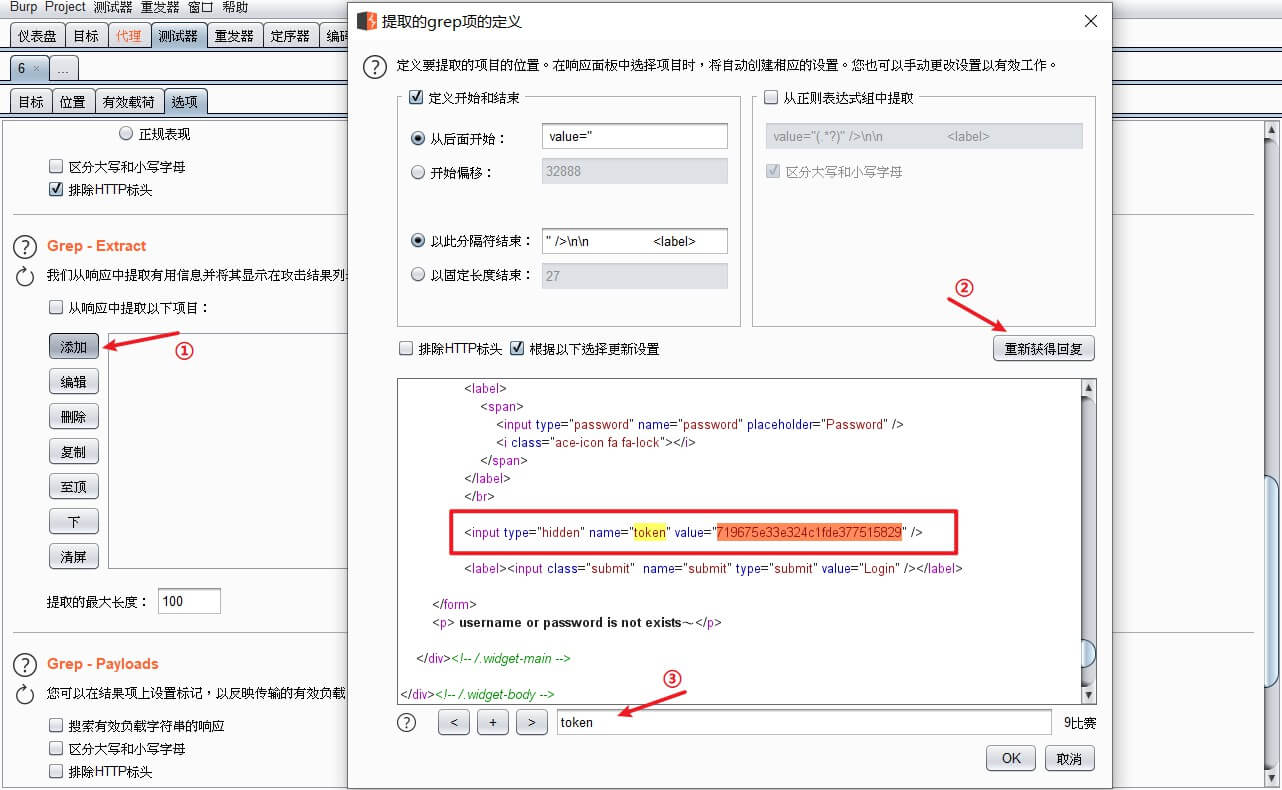 Burp Project 测试器 重发器 窗口 帮助
仪表盘 目标 代理 测试器 重发器 定序器 编码
6 × ...
目标 位置 有效载荷 选项
正规表现
区分大写和小写字母
排除HTTP标头
Grep - Extract
我们从响应中提取有用信息并将其显示在攻击结果列
从响应中提取以下项目：
添加
①
编辑
删除
复制
至顶
下
清屏
提取的最大长度： 100
Grep - Payloads
您可以在结果项上设置标记，以反映传输的有效负载
搜索有效负载字符串的响应
区分大写和小写字母
排除HTTP标头
提取的grep项的定义
定义要提取的项目的位置。在响应面板中选择项目时，将自动创建相应的设置。您也可以手动更改设置以有效工作。
定义开始和结束
从后面开始： value="
开始偏移： 32888
以此分隔符结束： " />\n\n <label>
以固定长度结束： 27
从正则表达式组中提取
value="(.*?)" />\n\n <label>
区分大写和小写字母
②
排除HTTP标头 根据以下选择更新设置 重新获得回复
<label>
<span>
<input type="password" name="password" placeholder="Password" />
<i class="ace-icon fa fa-lock"></i>
</span>
</label>
</br>
<input type="hidden" name="token" value="719675e33e324c1fde377515829" />
<label><input class="submit" name="submit" type="submit" value="Login" /></label>
</form>
<p> username or password is not exists～</p>
</div><!-- /.widget-main -->
</div><!-- /.widget-body -->
③
? < + > token 9比赛
OK 取消